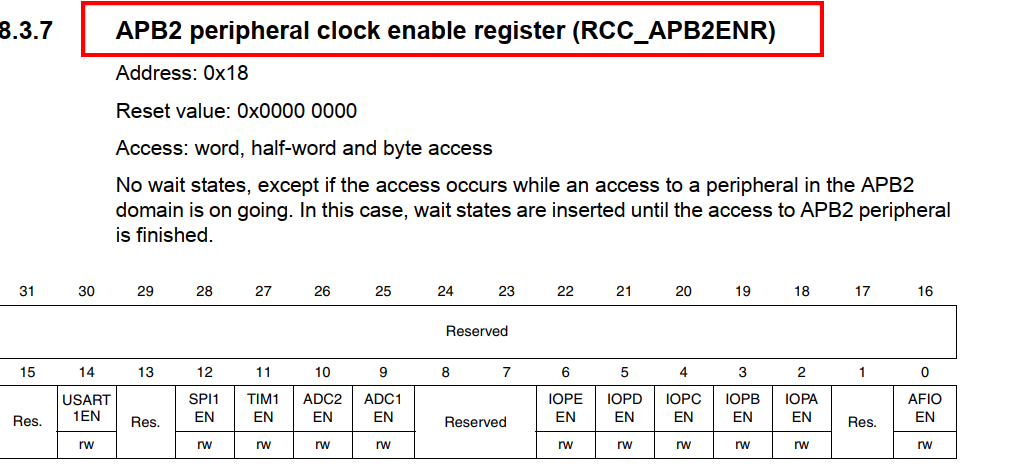 8.3.7 APB2 peripheral clock enable register (RCC_APB2ENR)
Address: 0x18
Reset value: 0x0000 0000
Access: word, half-word and byte access
No wait states, except if the access occurs while an access to a peripheral in the APB2
domain is on going. In this case, wait states are inserted until the access to APB2 peripheral
is finished.
31 30 29 28 27 26 25 24 23 22 21 20 19 18 17 16
Reserved
15 14 13 12 11 10 9 8 7 6 5 4 3 2 1 0
Res. USART 1EN Res. SPI1 EN TIM1 EN ADC2 EN ADC1 EN Reserved IOPE EN IOPD EN IOPC EN IOPB EN IOPA EN Res. AFIO EN
rw rw rw rw rw rw rw rw rw rw rw